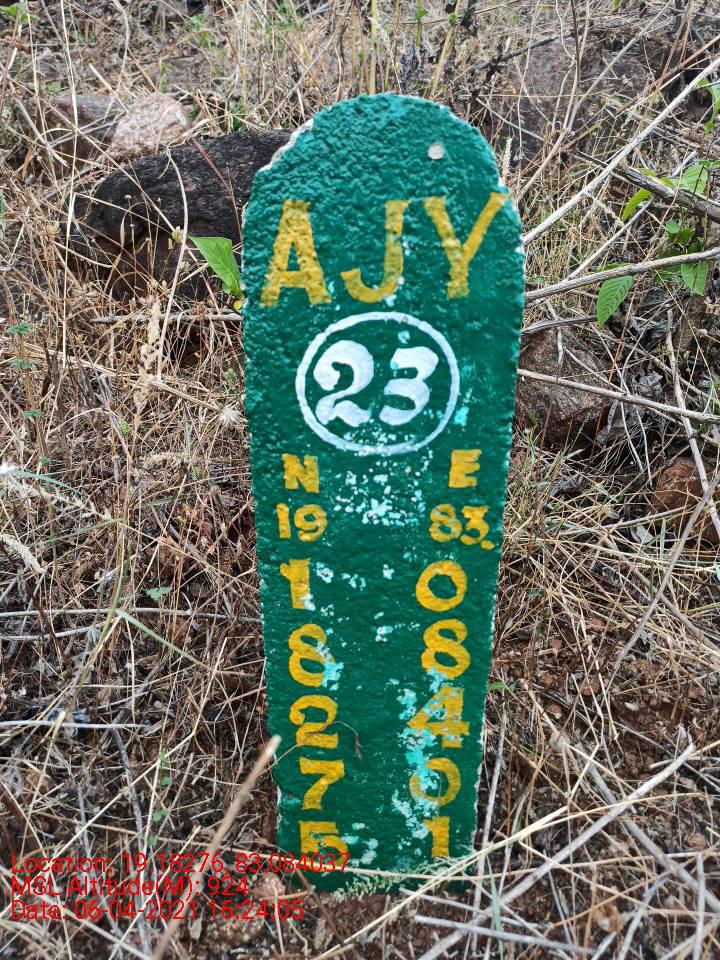 AJY
23
N E
19 83.
1 0
8 8
2 4
7 0
5 1
Location: 19.18276, 83.084037
MSL Altitude(M): 924
Date: 06-04-2021 16:24:05